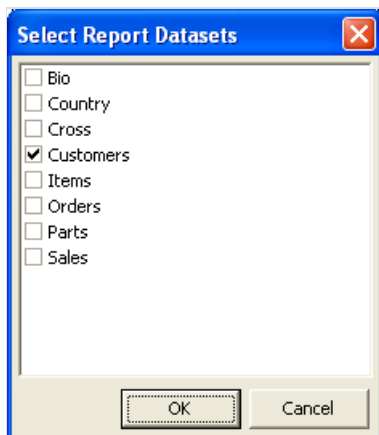 Select Report Datasets
Bio
Country
Cross
Customers
Items
Orders
Parts
Sales
OK Cancel